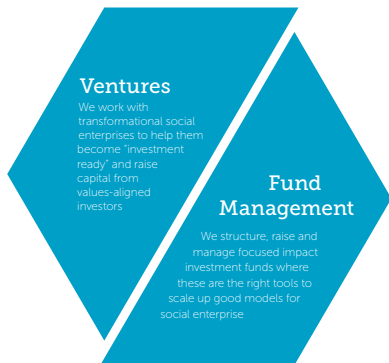 Ventures
We work with
transformational social
enterprises to help them
become "investment
ready" and raise
capital from
values-aligned
investors
Fund
Management
We structure, raise and
manage focused impact
investment funds where
these are the right tools to
scale up good models for
social enterprise